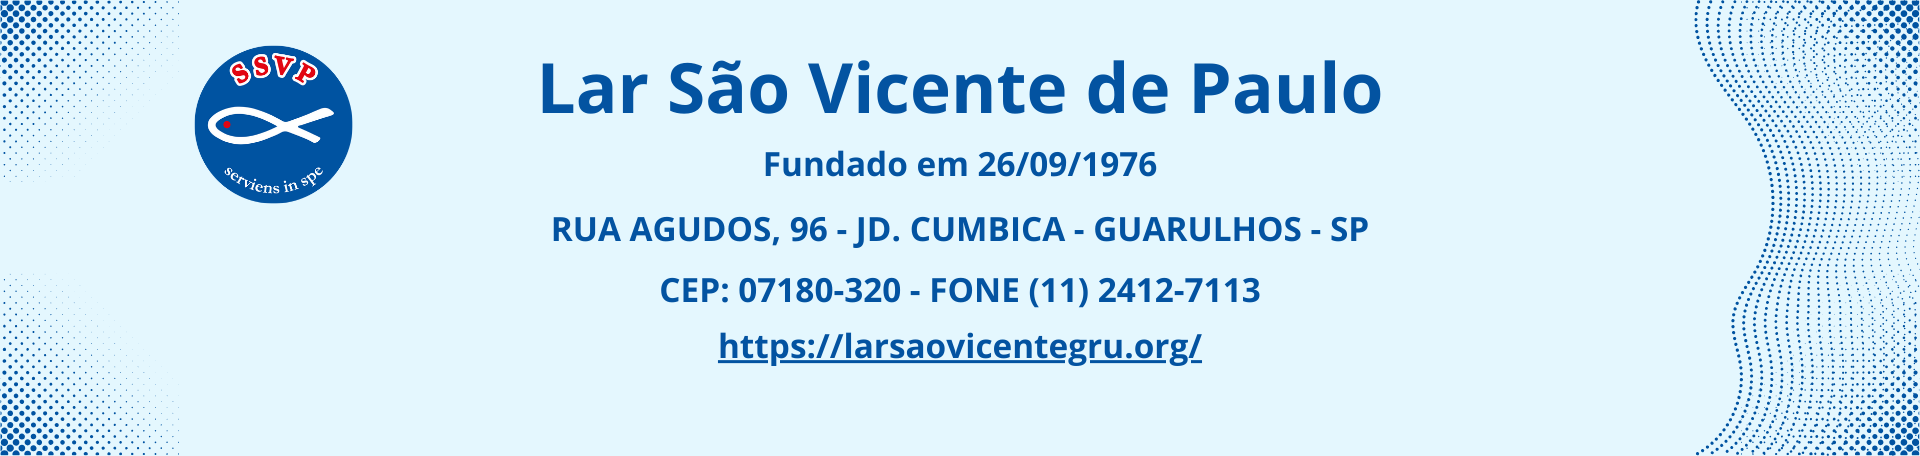 SSVP
serviens in spe
Lar São Vicente de Paulo
Fundado em 26/09/1976
RUA AGUDOS, 96 - JD. CUMBICA - GUARULHOS - SP
CEP: 07180-320 - FONE (11) 2412-7113
https://larsaovicentegru.org/